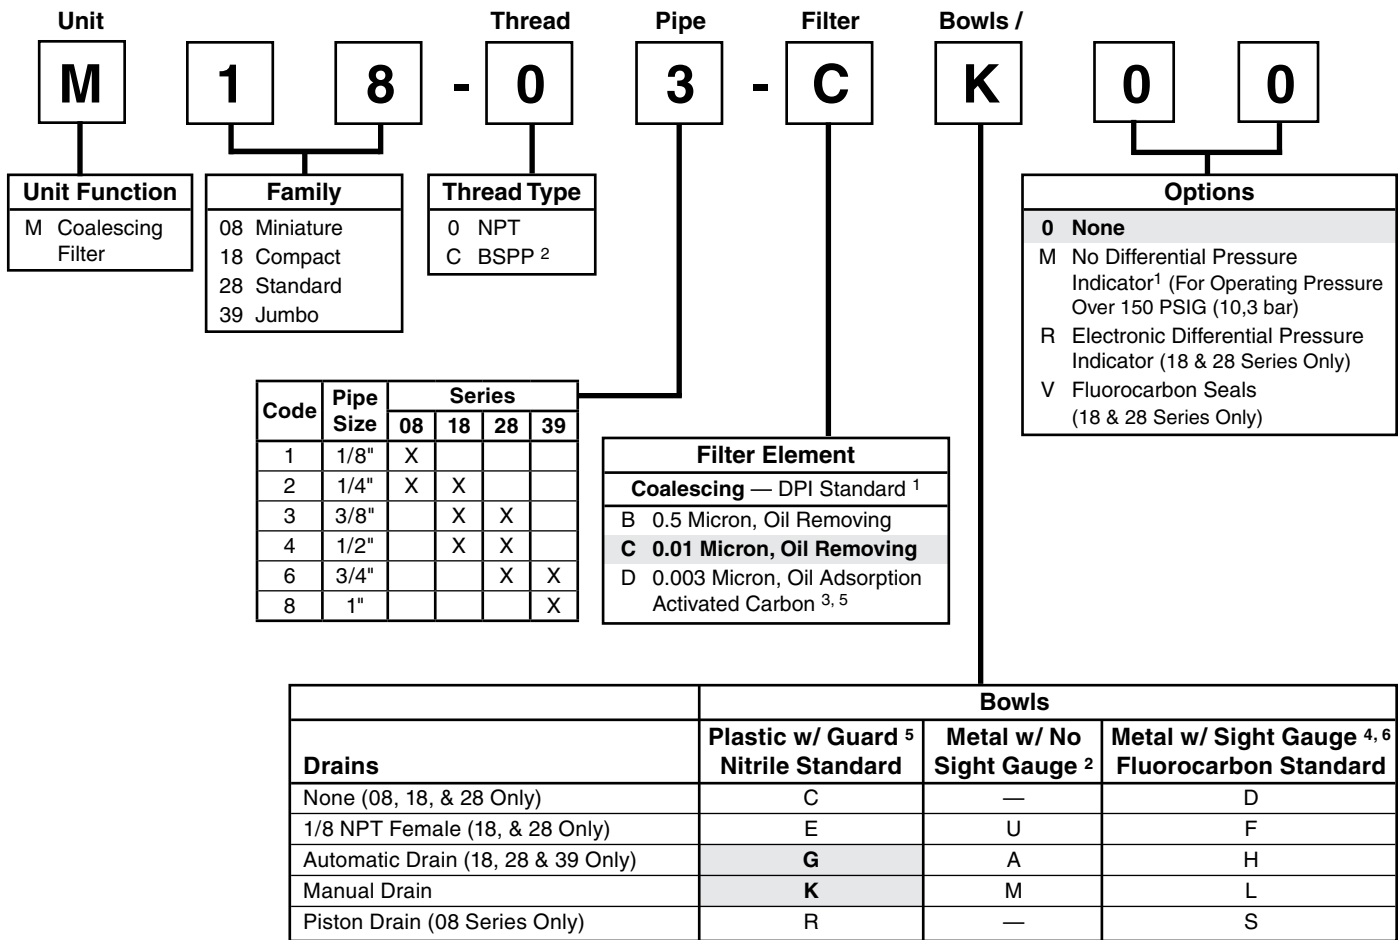 Unit Thread Pipe Filter Bowls /
M 1 8 - 0 3 - C K 0 0
Unit Function
M Coalescing
Filter
Family
08 Miniature
18 Compact
28 Standard
39 Jumbo
Thread Type
0 NPT
C BSPP 2
Options
0 None
M No Differential Pressure
Indicator1 (For Operating Pressure
Over 150 PSIG (10,3 bar)
R Electronic Differential Pressure
Indicator (18 & 28 Series Only)
V Fluorocarbon Seals
(18 & 28 Series Only)
Code Pipe Size Series
08 18 28 39
1 1/8" X
2 1/4" X X
3 3/8" X X
4 1/2" X X
6 3/4" X X
8 1" X
Filter Element
Coalescing — DPI Standard 1
B 0.5 Micron, Oil Removing
C 0.01 Micron, Oil Removing
D 0.003 Micron, Oil Adsorption
Activated Carbon 3, 5
Bowls
Drains Plastic w/ Guard 5 Nitrile Standard Metal w/ No Sight Gauge 2 Metal w/ Sight Gauge 4, 6 Fluorocarbon Standard
None (08, 18, & 28 Only) C — D
1/8 NPT Female (18, & 28 Only) E U F
Automatic Drain (18, 28 & 39 Only) G A H
Manual Drain K M L
Piston Drain (08 Series Only) R — S